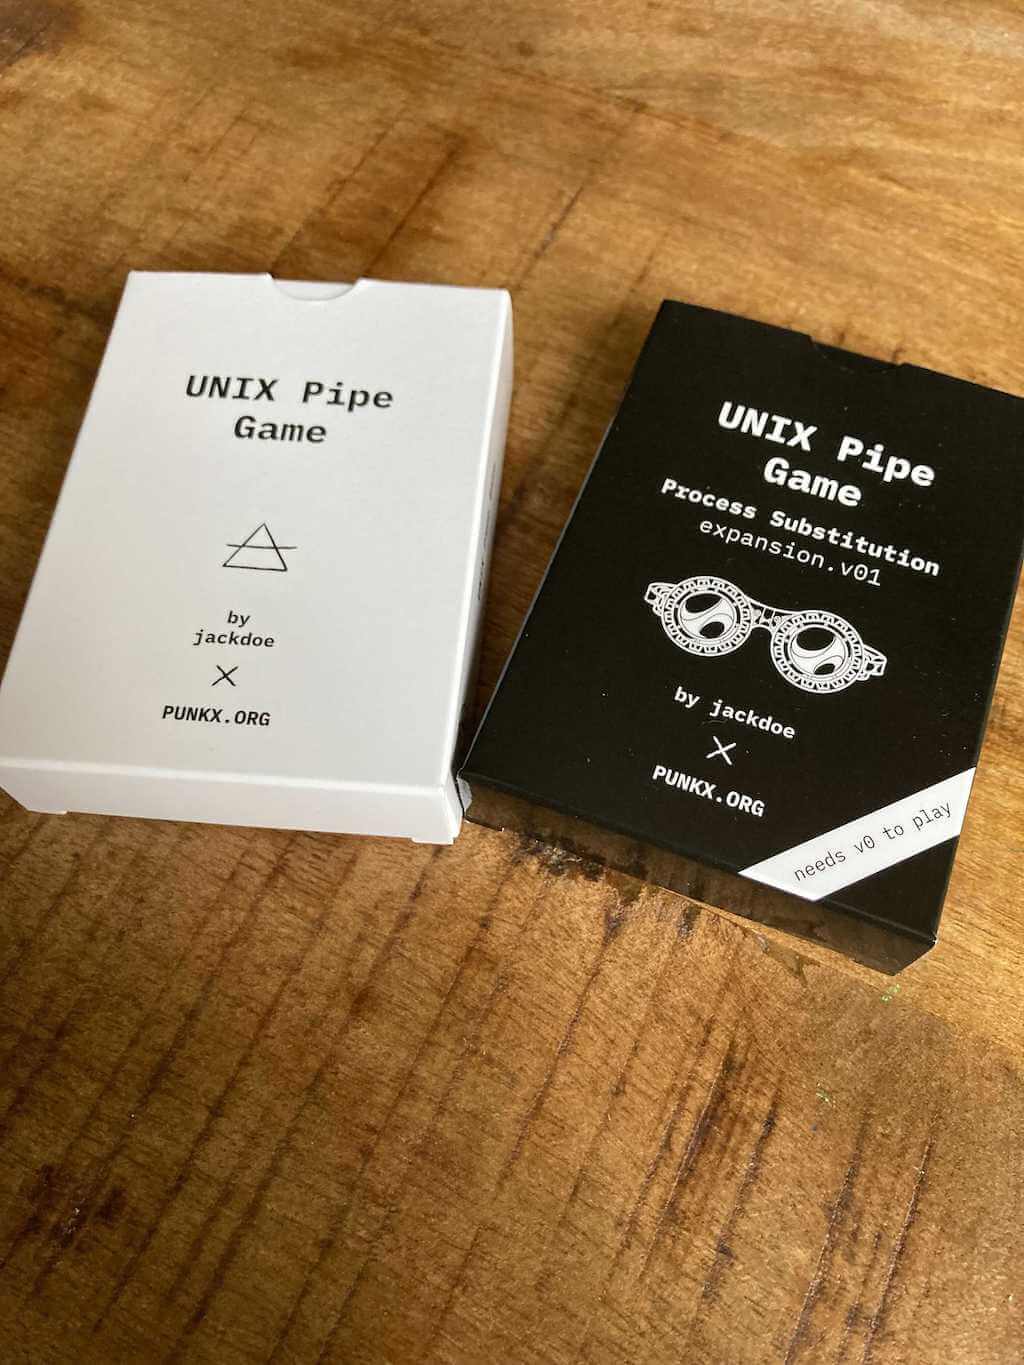 UNIX Pipe
Game
by
jackdoe
X
PUNKX.ORG
UNIX Pipe
Game
Process Substitution
expansion.v01
by jackdoe
X
PUNKX.ORG
needs v0 to play